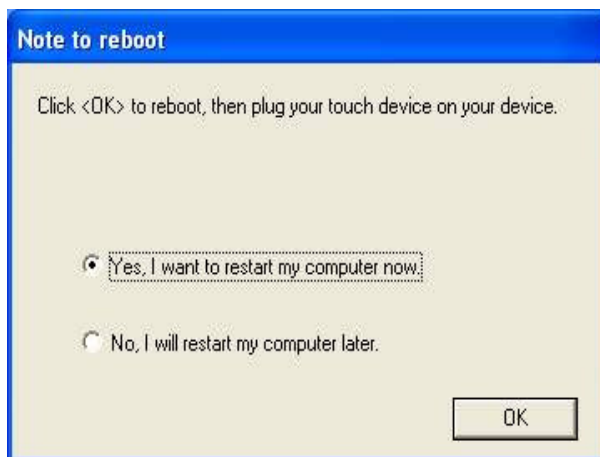 Note to reboot
Click <OK> to reboot, then plug your touch device on your device.
Yes, I want to restart my computer now.
No, I will restart my computer later.
OK